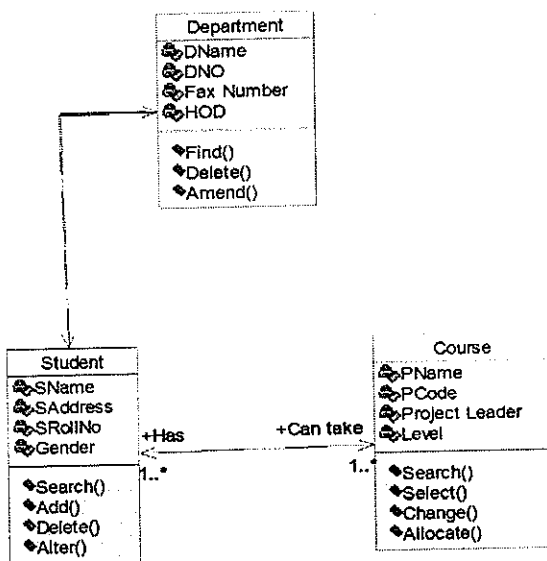 Department
DName
DNO
Fax Number
HOD
Find()
Delete()
Amend()
Student
SName
SAddress
SRollNo
Gender
Search()
Add()
Delete()
Alter()
+Has
1..*
+Can take
1..*
Course
PName
PCode
Project Leader
Level
Search()
Select()
Change()
Allocate()